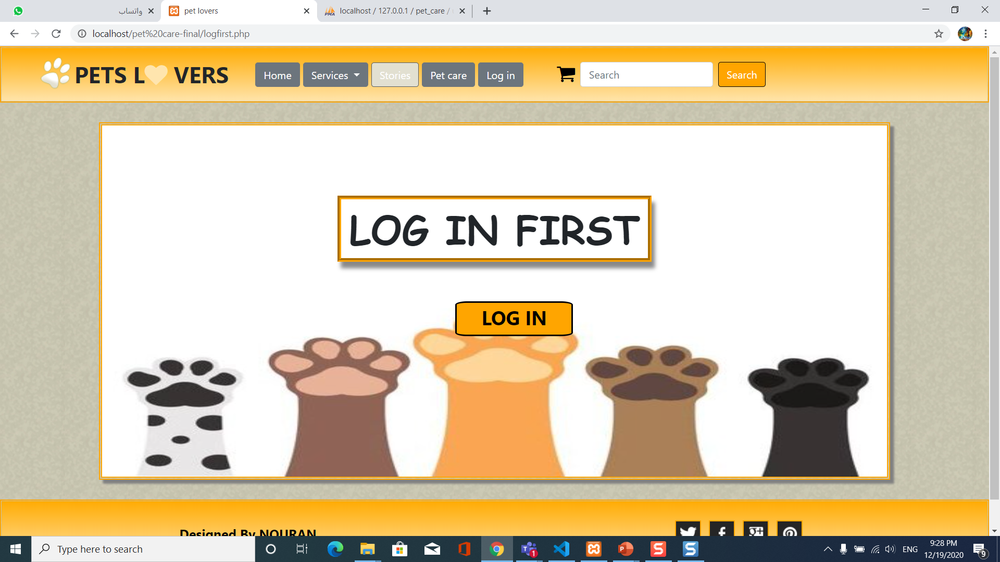 واتساب
pet lovers
localhost / 127.0.0.1 / pet_care /
localhost/pet%20care-final/logfirst.php
PETS L VERS
Home
Services
Stories
Pet care
Log in
Search
Search
LOG IN FIRST
LOG IN
Designed By NOURAN
Type here to search
ENG
9:28 PM
12/19/2020
1
9